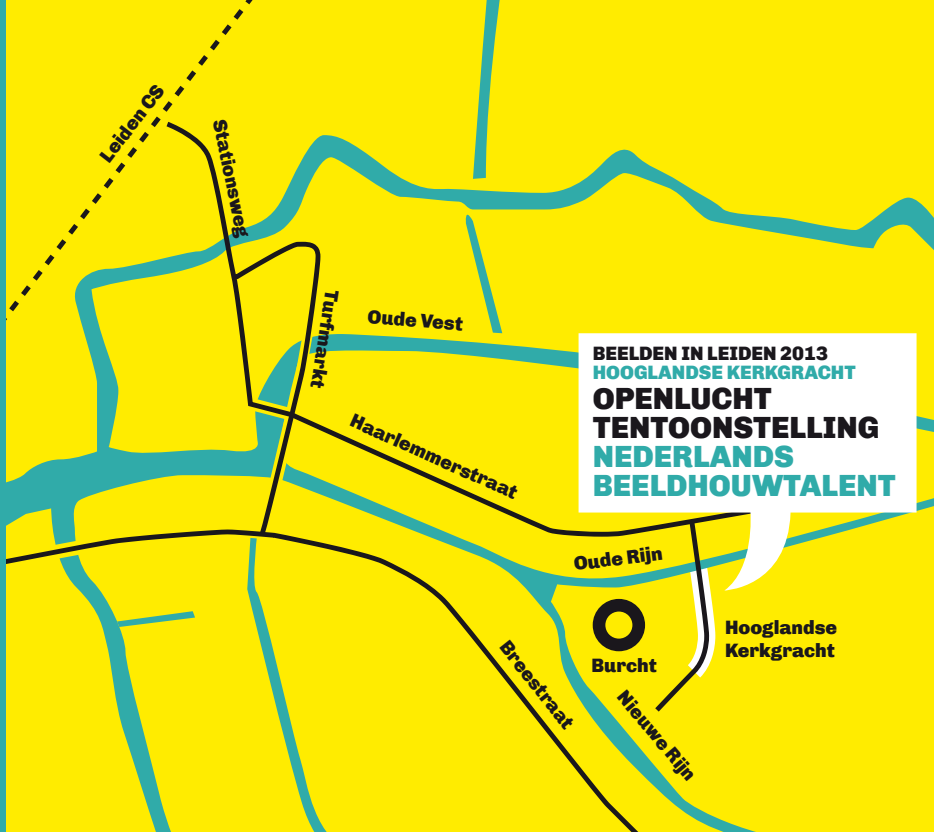 Leiden CS
Stationsweg
Turfmarkt
Oude Vest
Haarlemmerstraat
BEELDEN IN LEIDEN 2013
HOOGLANDSE KERKGRACHT
OPENLUCHT
TENTOONSTELLING
NEDERLANDS
BEELDHOUWTALENT
Oude Rijn
Hooglandse
Kerkgracht
Burcht
Breestraat
Nieuwe Rijn